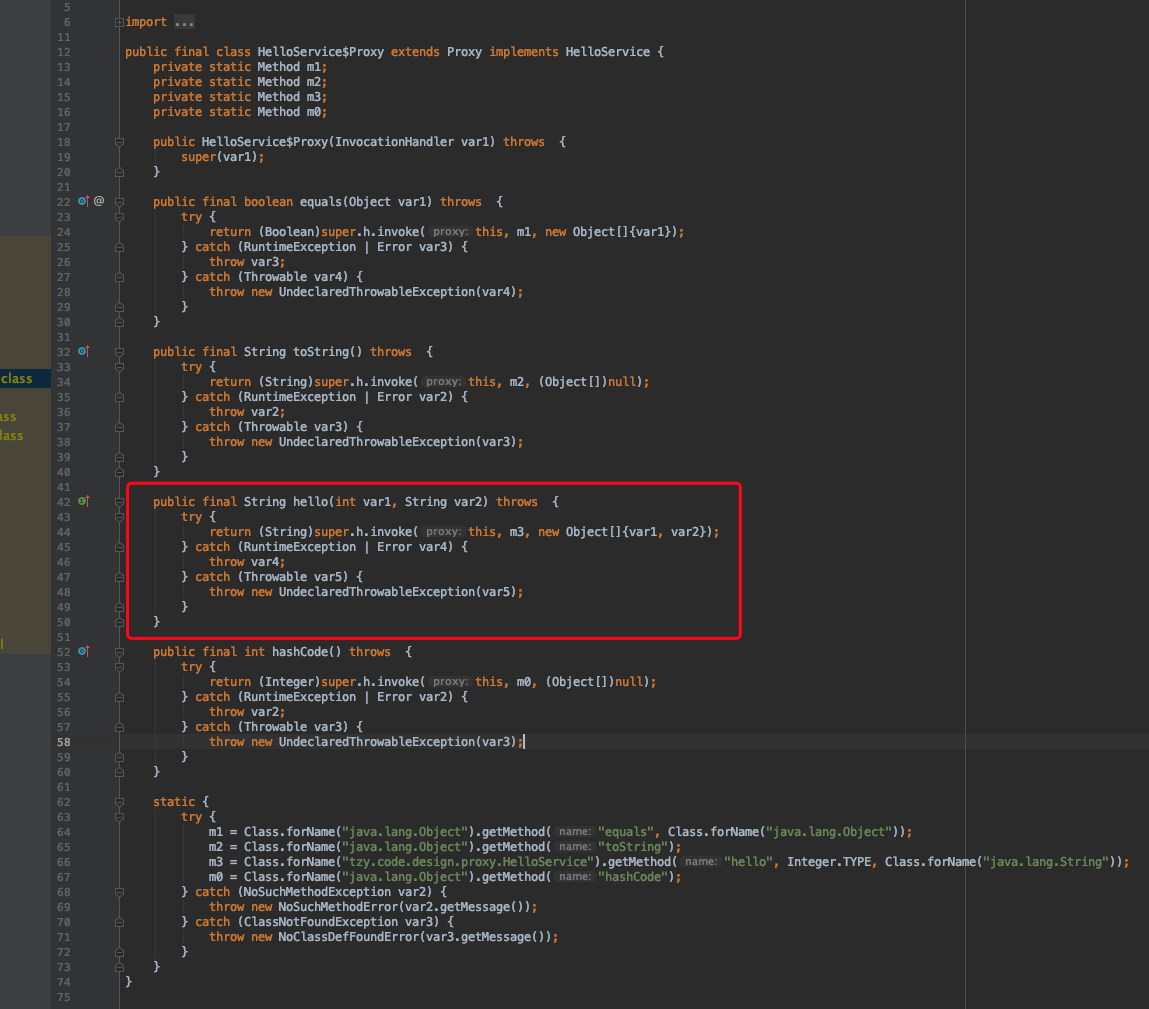 5
6 import ...
11
12 public final class HelloService$Proxy extends Proxy implements HelloService {
13     private static Method m1;
14     private static Method m2;
15     private static Method m3;
16     private static Method m0;
17
18     public HelloService$Proxy(InvocationHandler var1) throws  {
19         super(var1);
20     }
21
22 @     public final boolean equals(Object var1) throws  {
23         try {
24             return (Boolean)super.h.invoke( proxy: this, m1, new Object[]{var1});
25         } catch (RuntimeException | Error var3) {
26             throw var3;
27         } catch (Throwable var4) {
28             throw new UndeclaredThrowableException(var4);
29         }
30     }
31
32     public final String toString() throws  {
33         try {
34             return (String)super.h.invoke( proxy: this, m2, (Object[])null);
35         } catch (RuntimeException | Error var2) {
36             throw var2;
37         } catch (Throwable var3) {
class
38             throw new UndeclaredThrowableException(var3);
39         }
40     }
ass
lass
41
42     public final String hello(int var1, String var2) throws  {
43         try {
44             return (String)super.h.invoke( proxy: this, m3, new Object[]{var1, var2});
45         } catch (RuntimeException | Error var4) {
46             throw var4;
47         } catch (Throwable var5) {
48             throw new UndeclaredThrowableException(var5);
49         }
50     }
51
52     public final int hashCode() throws  {
53         try {
54             return (Integer)super.h.invoke( proxy: this, m0, (Object[])null);
55         } catch (RuntimeException | Error var2) {
56             throw var2;
57         } catch (Throwable var3) {
58             throw new UndeclaredThrowableException(var3);
59         }
60     }
61
62     static {
63         try {
64             m1 = Class.forName("java.lang.Object").getMethod( name: "equals", Class.forName("java.lang.Object"));
65             m2 = Class.forName("java.lang.Object").getMethod( name: "toString");
66             m3 = Class.forName("tzy.code.design.proxy.HelloService").getMethod( name: "hello", Integer.TYPE, Class.forName("java.lang.String"));
67             m0 = Class.forName("java.lang.Object").getMethod( name: "hashCode");
68         } catch (NoSuchMethodException var2) {
69             throw new NoSuchMethodError(var2.getMessage());
70         } catch (ClassNotFoundException var3) {
71             throw new NoClassDefFoundError(var3.getMessage());
72         }
73     }
74 }
75